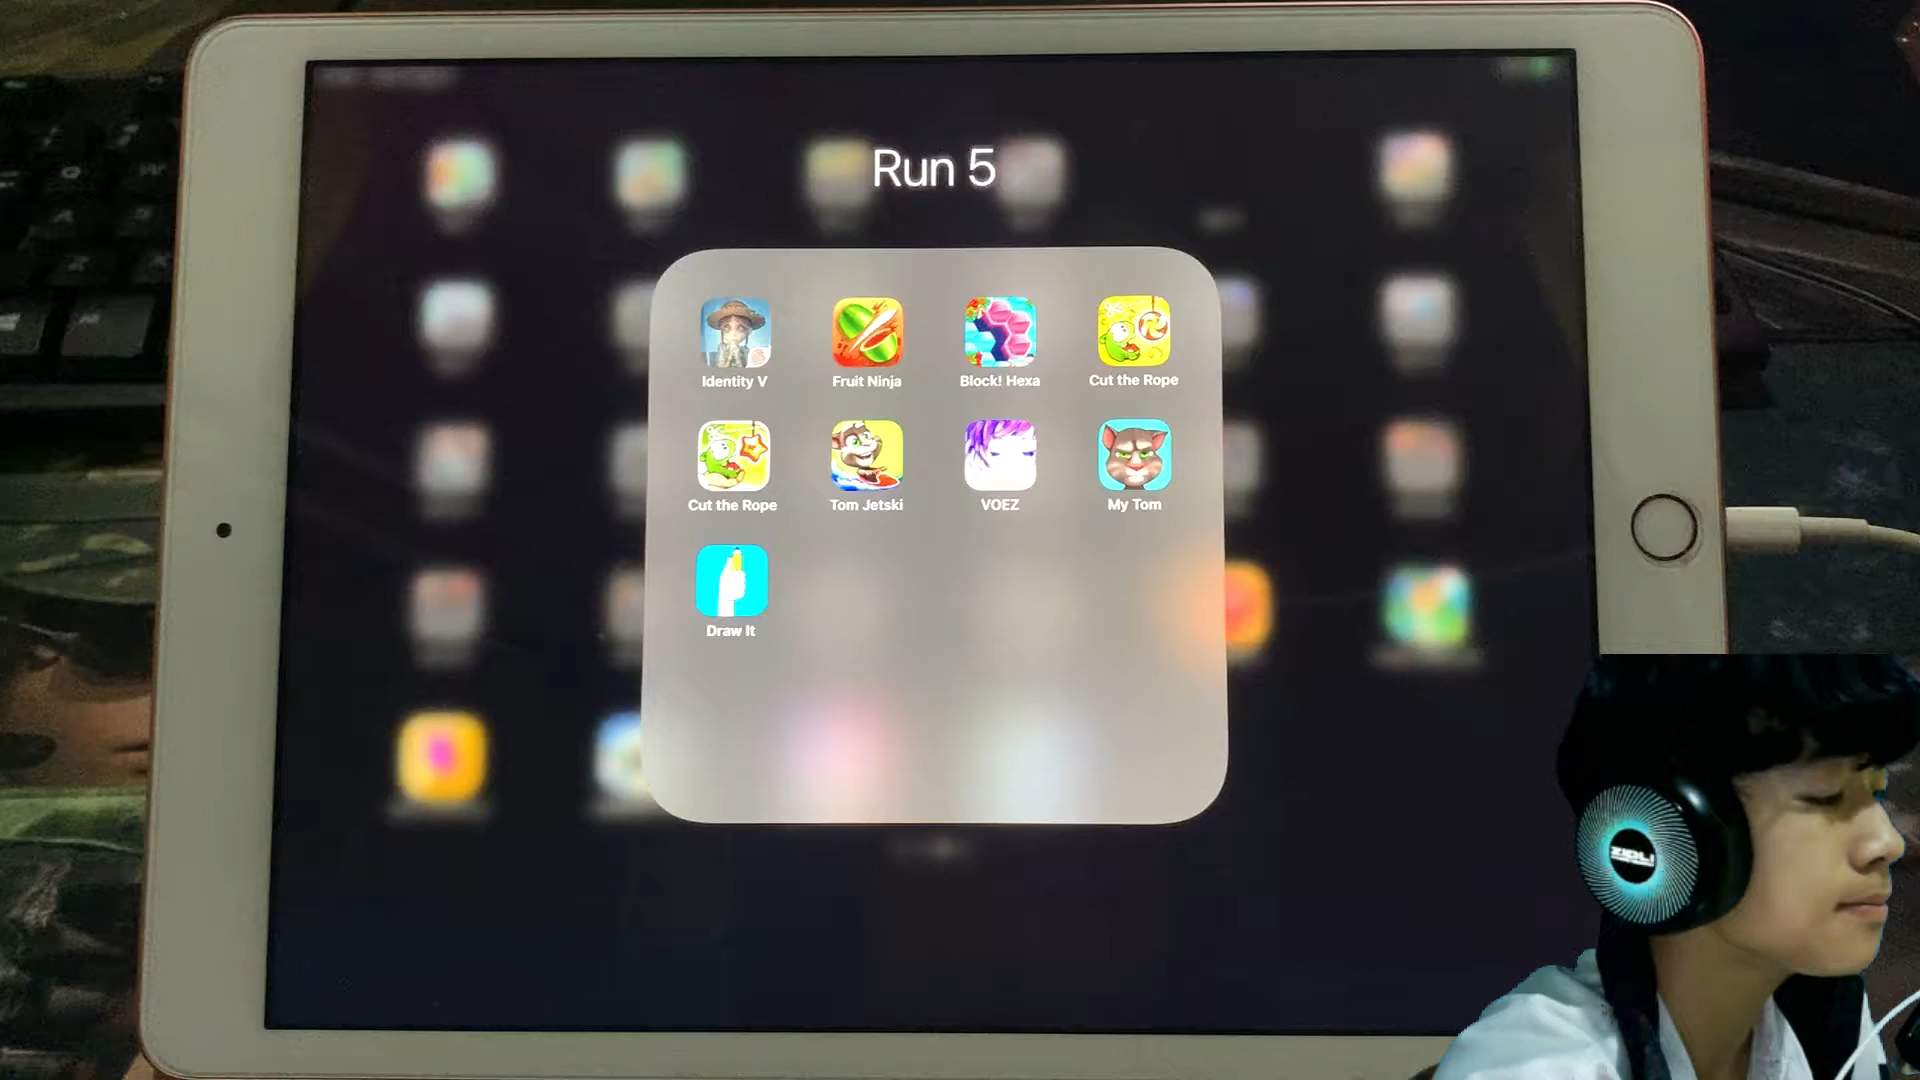 Run 5
Identity V
Fruit Ninja
Block! Hexa
Cut the Rope
Cut the Rope
Tom Jetski
VOEZ
My Tom
Draw It